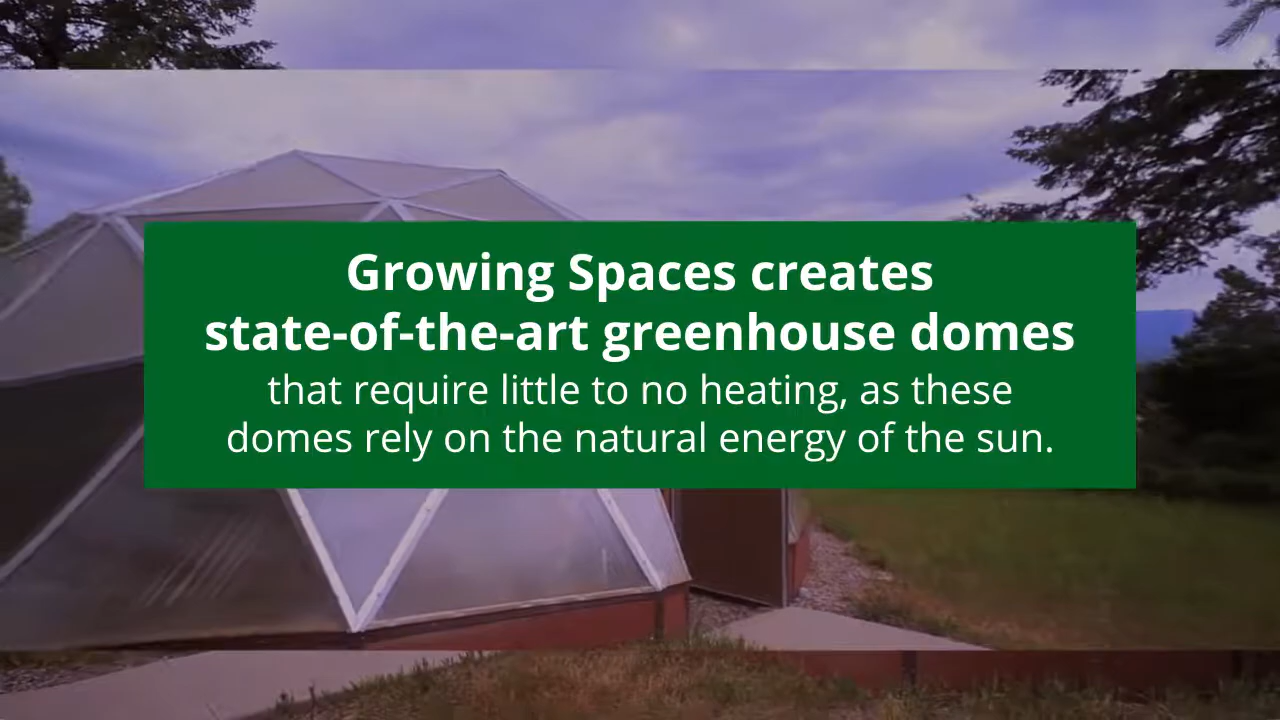 Growing Spaces creates
state-of-the-art greenhouse domes
that require little to no heating, as these
domes rely on the natural energy of the sun.